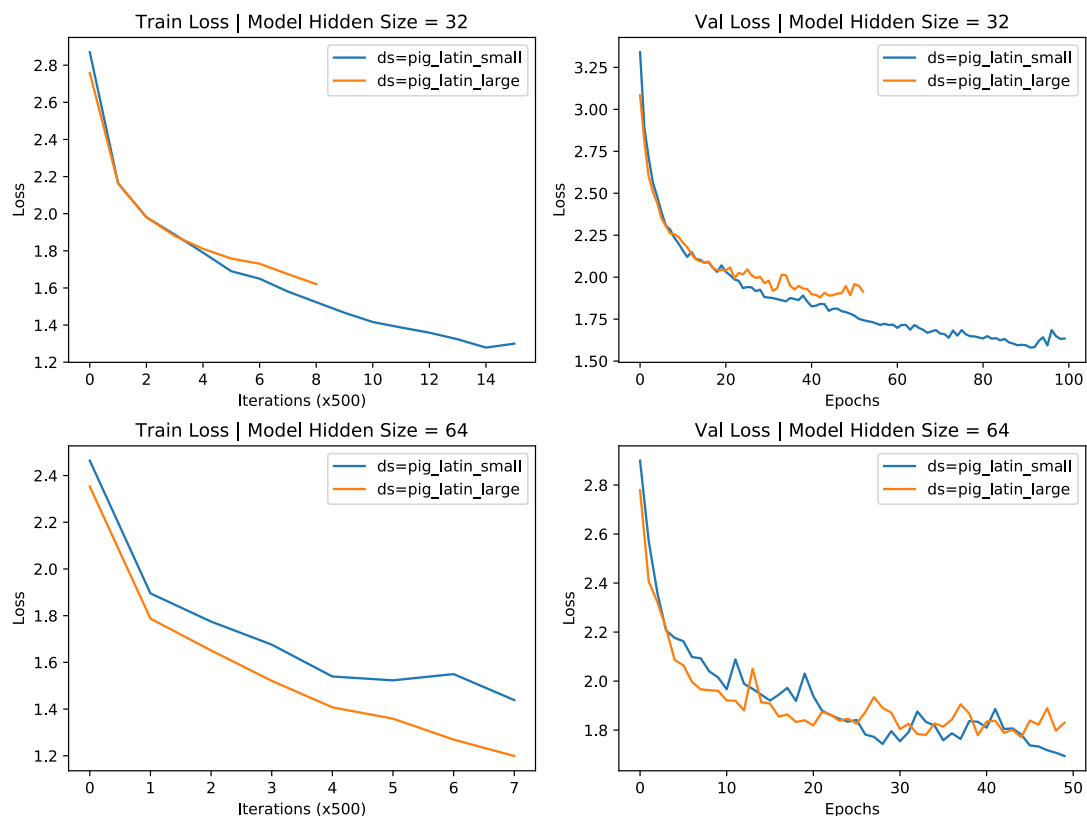 Train Loss | Model Hidden Size = 32
2.8
2.6
2.4
2.2
2.0
1.8
1.6
1.4
1.2
Loss
0 2 4 6 8 10 12 14
Iterations (x500)
ds=pig_latin_small
ds=pig_latin_large
Val Loss | Model Hidden Size = 32
3.25
3.00
2.75
2.50
2.25
2.00
1.75
1.50
Loss
0 20 40 60 80 100
Epochs
ds=pig_latin_small
ds=pig_latin_large
Train Loss | Model Hidden Size = 64
2.4
2.2
2.0
1.8
1.6
1.4
1.2
Loss
0 1 2 3 4 5 6 7
Iterations (x500)
ds=pig_latin_small
ds=pig_latin_large
Val Loss | Model Hidden Size = 64
2.8
2.6
2.4
2.2
2.0
1.8
Loss
0 10 20 30 40 50
Epochs
ds=pig_latin_small
ds=pig_latin_large